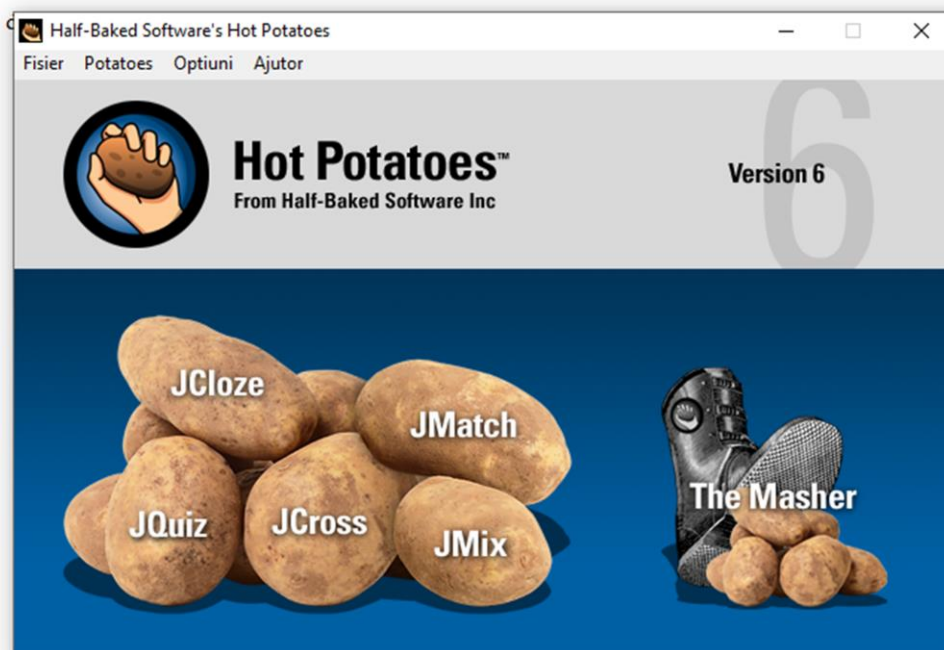 Half-Baked Software's Hot Potatoes
Fisier Potatoes Optiuni Ajutor
Hot Potatoes™
From Half-Baked Software Inc
6
Version 6
JCloze
JMatch
JQuiz
JCross
JMix
The Masher